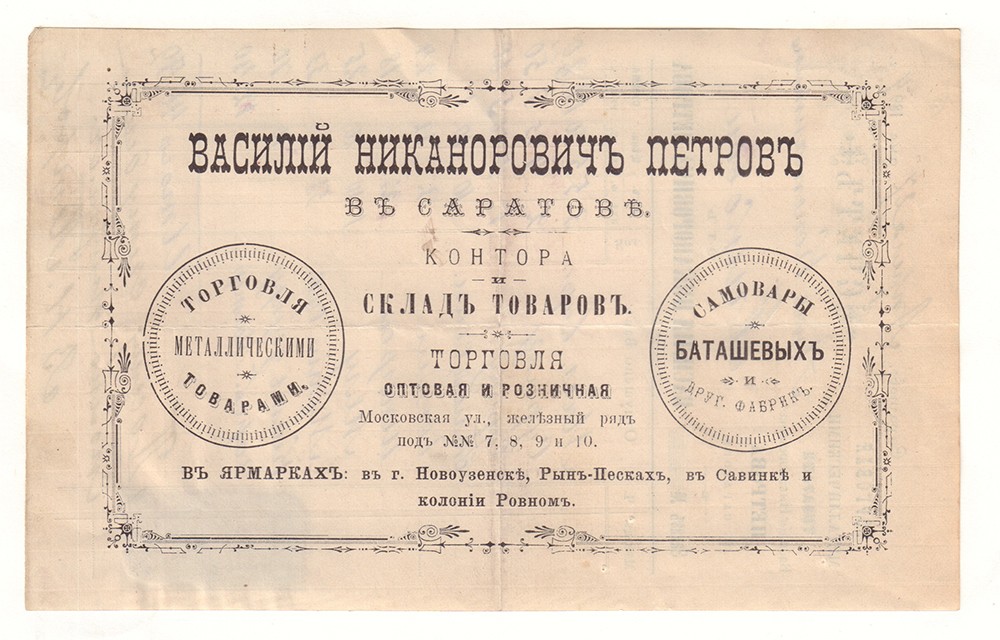 ВАСИЛІЙ НИКАНОРОВИЧЪ ПЕТРОВЪ
ВЪ САРАТОВѢ.
КОНТОРА
И
СКЛАДЪ ТОВАРОВЪ.
ТОРГОВЛЯ
ОПТОВАЯ И РОЗНИЧНАЯ
Московская ул., желѣзный рядъ
подъ №№ 7, 8, 9 и 10.
ТОРГОВЛЯ
МЕТАЛЛИЧЕСКИМИ
ТОВАРАМИ.
САМОВАРЫ
БАТАШЕВЫХЪ
И
ДРУГ. ФАБРИКЪ.
ВЪ ЯРМАРКАХЪ: въ г. Новоузенскѣ, Рынъ-Пескахъ, въ Савинкѣ и
колоніи Ровномъ.